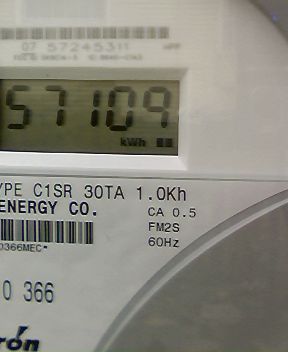 07 57245311
57109
kWh
YPE C1SR 30TA 1.0Kh
ENERGY CO.
CA 0.5
FM2S
60Hz
0366MEC*
0 366
rón